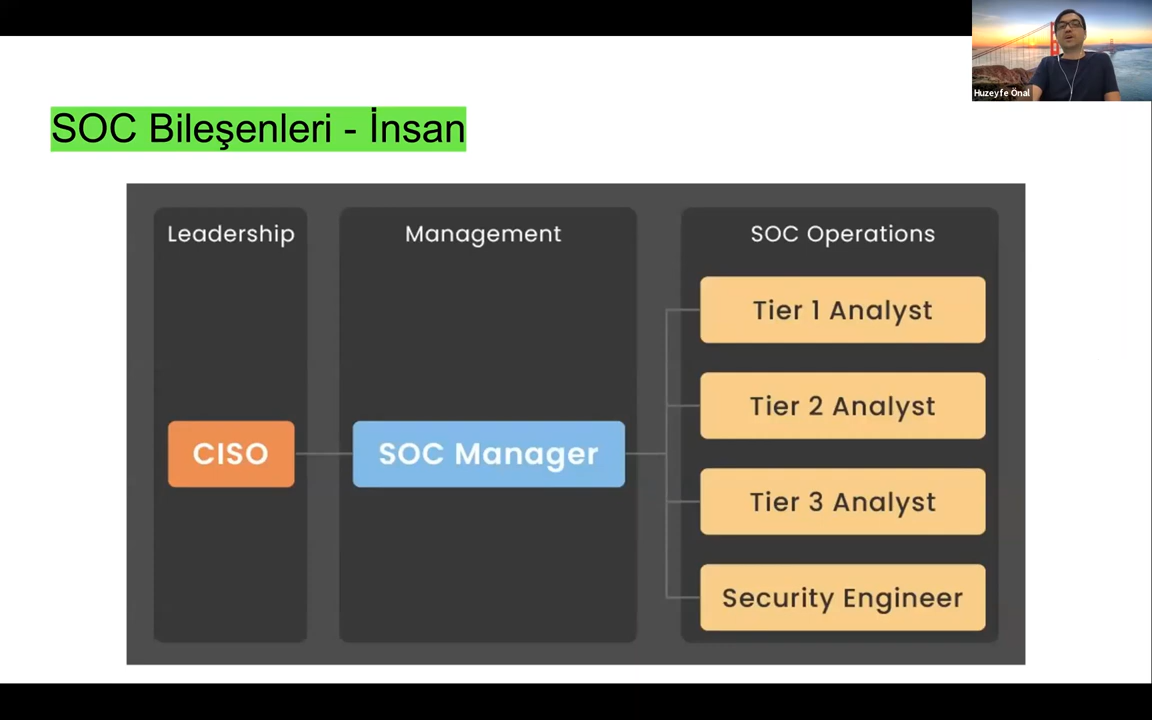 Huzeyfe Önal
SOC Bileşenleri - İnsan
Leadership
Management
SOC Operations
CISO
SOC Manager
Tier 1 Analyst
Tier 2 Analyst
Tier 3 Analyst
Security Engineer